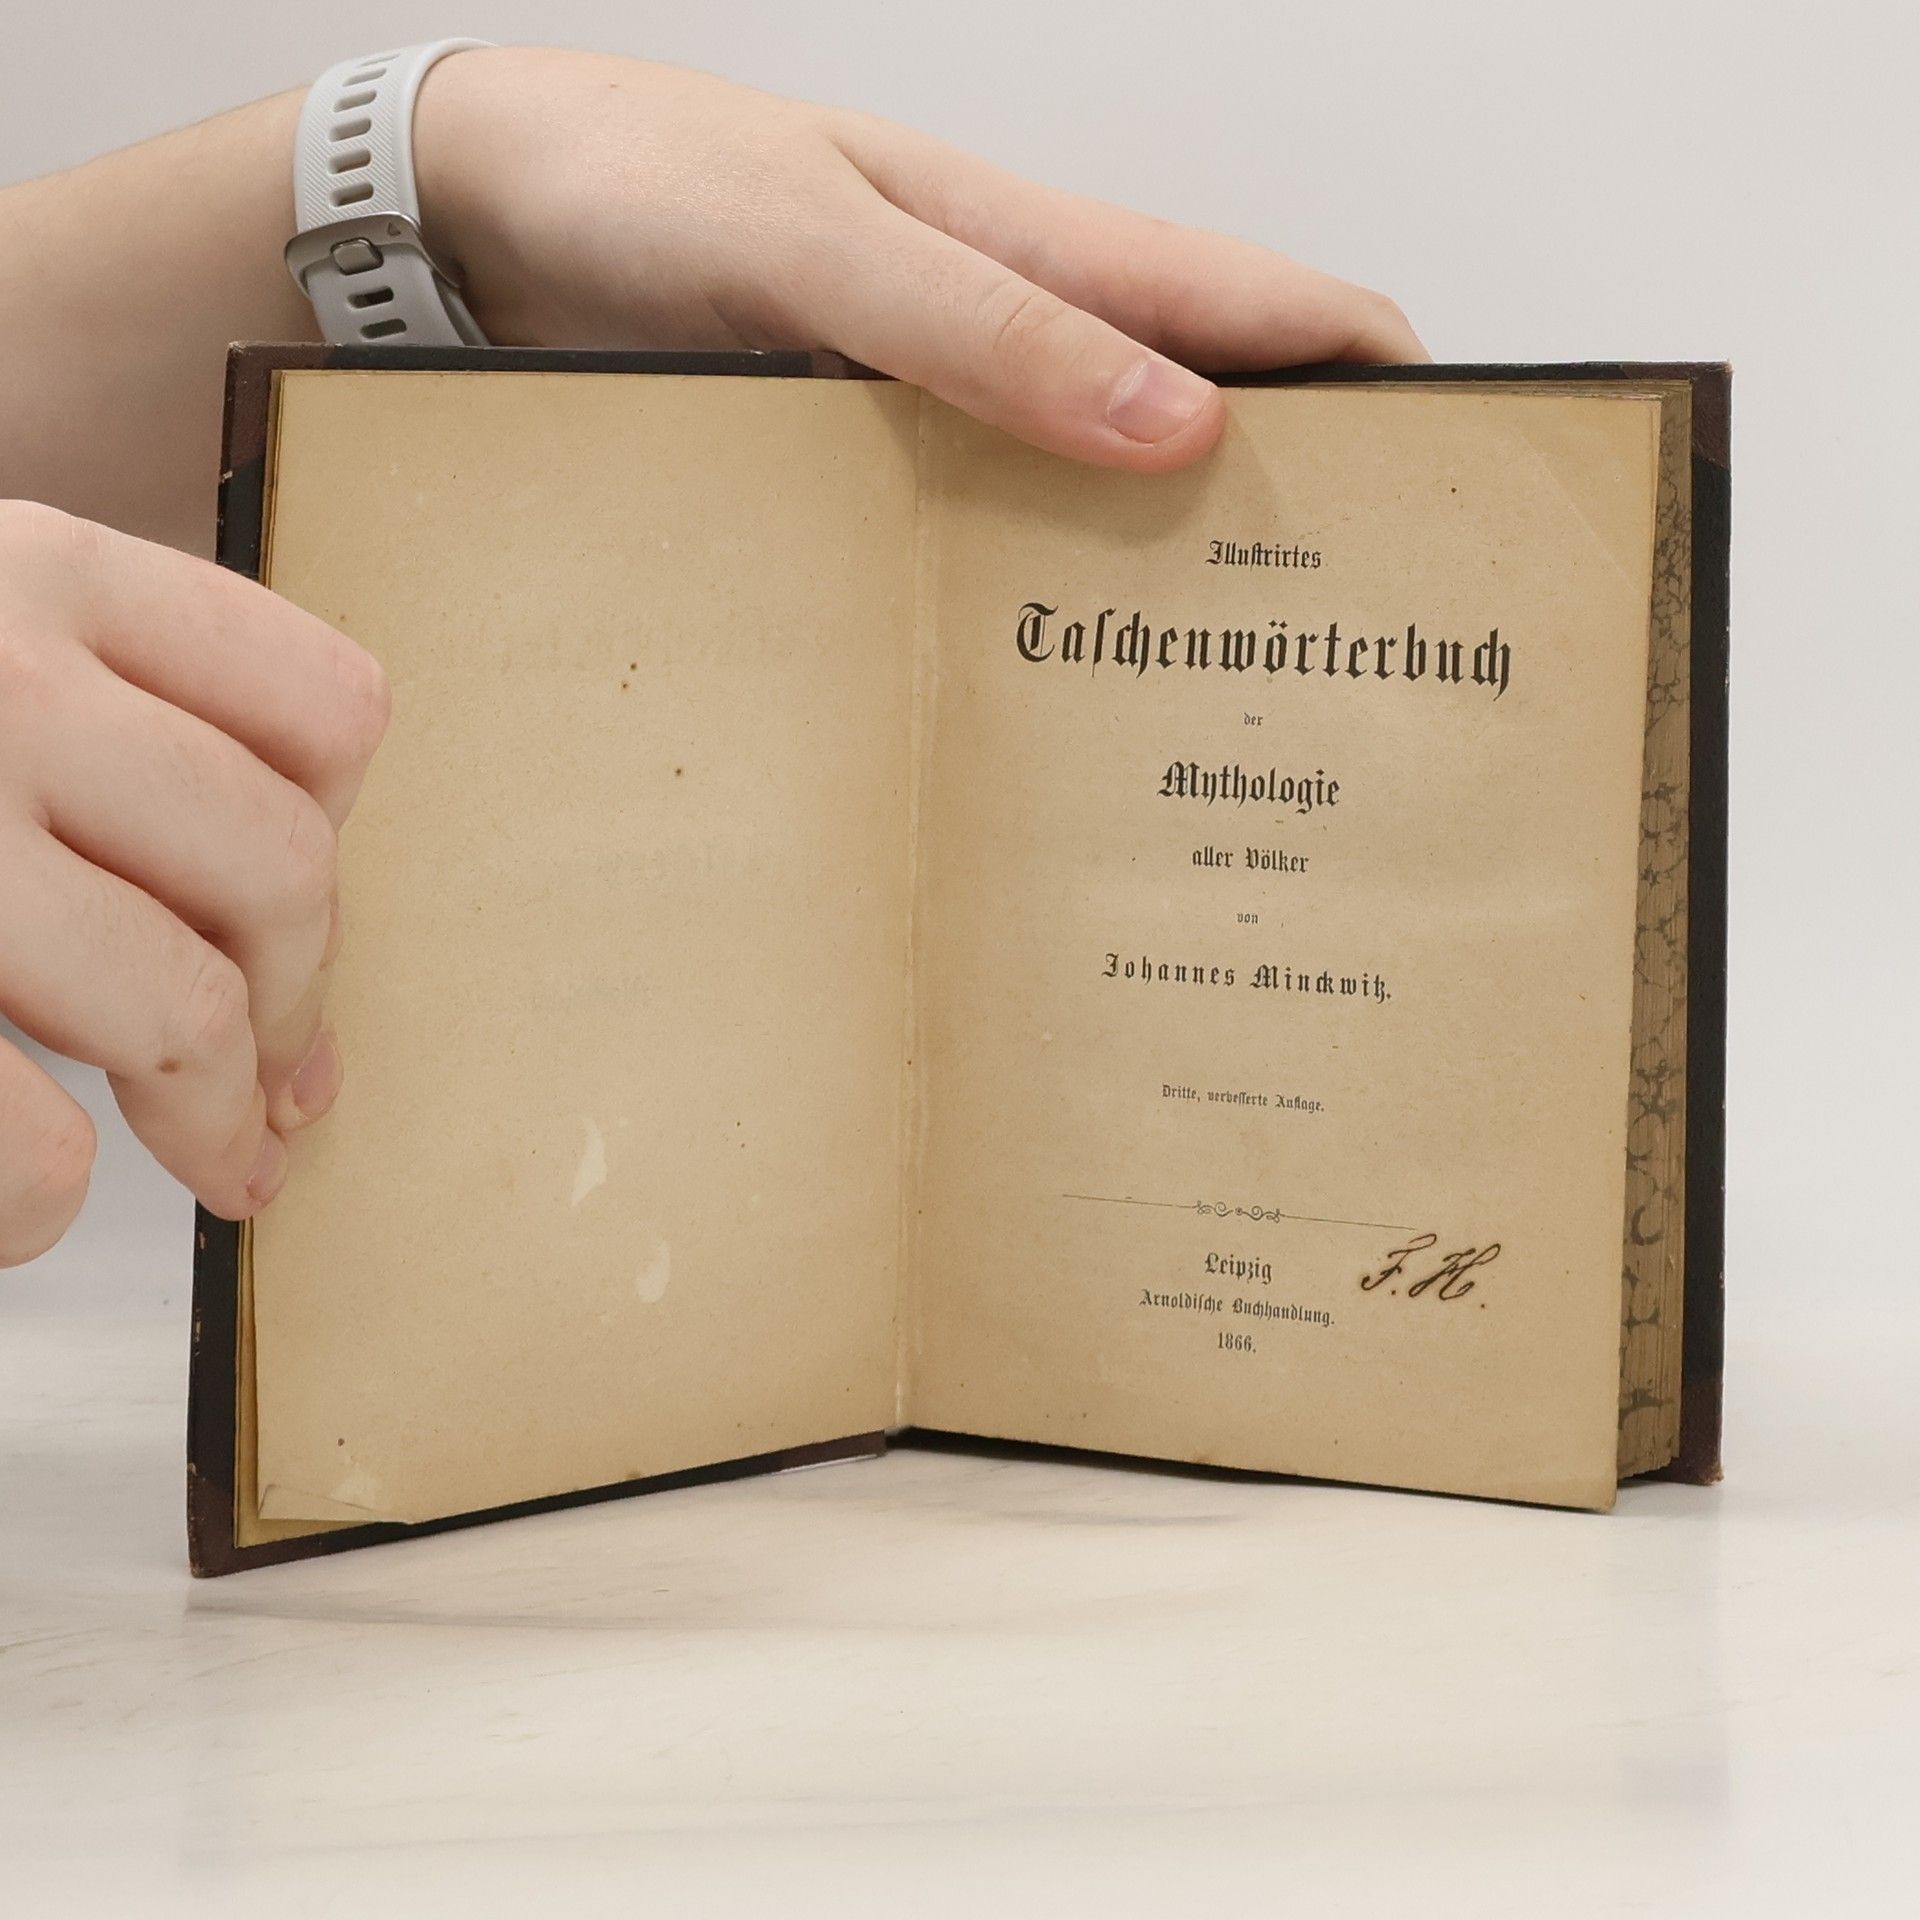 Illuſtrirtes
Taſchenwörterbuch
der
Mythologie
aller Völker
von
Johannes Minckwitz.
Dritte, verbeſſerte Auflage.
Leipzig
Arnoldiſche Buchhandlung.
1866.
F. H.